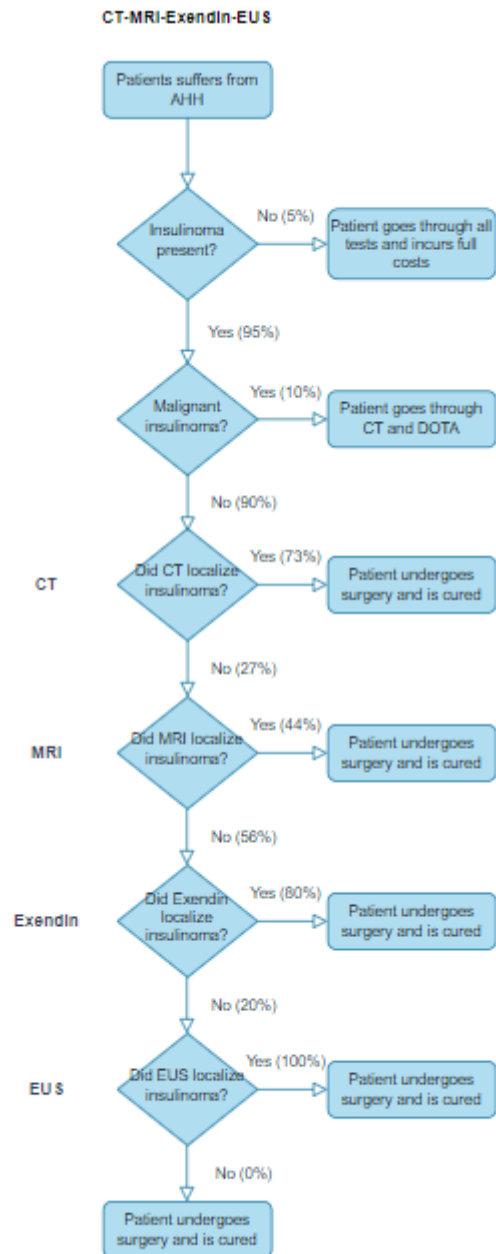 CT-MRI-Exendin-EUS
Patients suffers from
AHH
No (5%)
Insulinoma
present?
Patient goes through all
tests and incurs full
costs
Yes (95%)
Yes (10%)
Malignant
insulinoma?
Patient goes through
CT and DOTA
No (90%)
Yes (73%)
CT
Did CT localize
insulinoma?
Patient undergoes
surgery and is cured
No (27%)
Yes (44%)
MRI
Did MRI localize
insulinoma?
Patient undergoes
surgery and is cured
No (56%)
Yes (80%)
Exendin
Did Exendin
localize
insulinoma?
Patient undergoes
surgery and is cured
No (20%)
Yes (100%)
EUS
Did EUS localize
insulinoma?
Patient undergoes
surgery and is cured
No (0%)
Patient undergoes
surgery and is cured